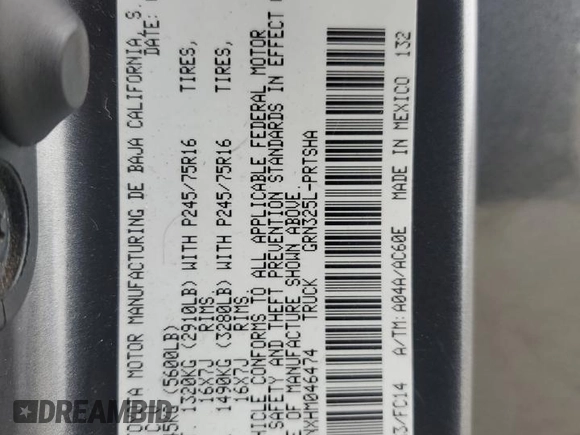 TOYOTA MOTOR MANUFACTURING DE BAJA CALIFORNIA, S.
DATE:
(5600LB)
1320KG (2910LB) WITH P245/75R16 TIRES,
16X7J RIMS,
1490KG (3280LB) WITH P245/75R16 TIRES,
16X7J RIMS.
VEHICLE CONFORMS TO ALL APPLICABLE FEDERAL MOTOR
SAFETY AND THEFT PREVENTION STANDARDS IN EFFECT
OF MANUFACTURE SHOWN ABOVE.
NXHM046474 TRUCK GRN325L-PRTSHA
3/FC14 A/TM: A04A/AC60E MADE IN MEXICO 132
DREAMBID